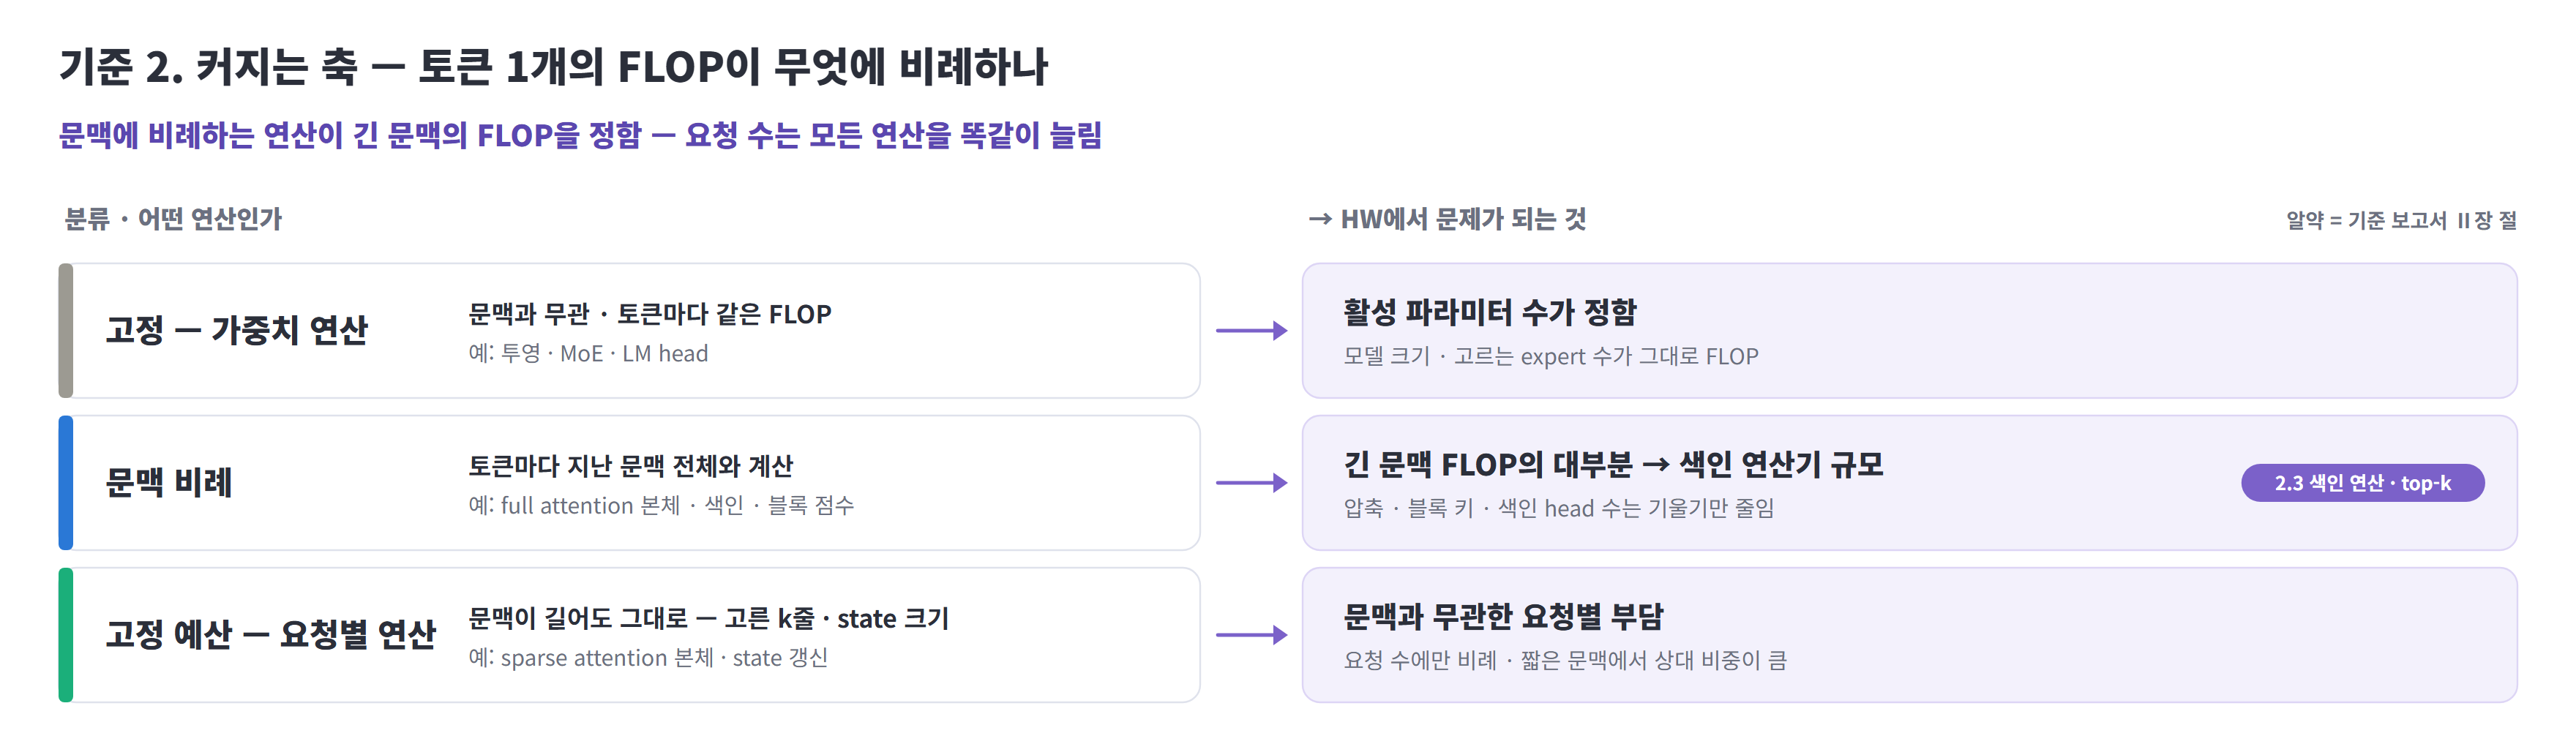 기준 2. 커지는 축 — 토큰 1개의 FLOP이 무엇에 비례하나
문맥에 비례하는 연산이 긴 문맥의 FLOP을 정함 — 요청 수는 모든 연산을 똑같이 늘림
분류 · 어떤 연산인가
→ HW에서 문제가 되는 것
알약 = 기준 보고서 II장 절
고정 — 가중치 연산
문맥과 무관 · 토큰마다 같은 FLOP
예: 투영 · MoE · LM head
활성 파라미터 수가 정함
모델 크기 · 고르는 expert 수가 그대로 FLOP
문맥 비례
토큰마다 지난 문맥 전체와 계산
예: full attention 본체 · 색인 · 블록 점수
긴 문맥 FLOP의 대부분 → 색인 연산기 규모
압축 · 블록 키 · 색인 head 수는 기울기만 줄임
2.3 색인 연산 · top-k
고정 예산 — 요청별 연산
문맥이 길어도 그대로 — 고른 k줄 · state 크기
예: sparse attention 본체 · state 갱신
문맥과 무관한 요청별 부담
요청 수에만 비례 · 짧은 문맥에서 상대 비중이 큼